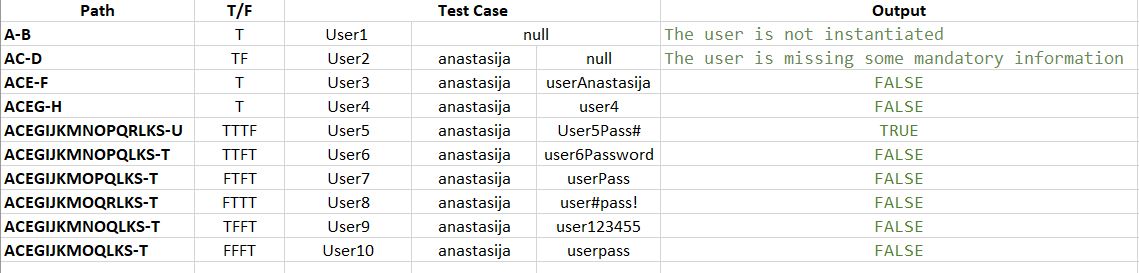 Path T/F Test Case Output
A-B T User1 null The user is not instantiated
AC-D TF User2 anastasija null The user is missing some mandatory information
ACE-F T User3 anastasija userAnastasija FALSE
ACEG-H T User4 anastasija user4 FALSE
ACEGIJKMNOPQRLKS-U TTTF User5 anastasija User5Pass# TRUE
ACEGIJKMNOPQLKS-T TTFT User6 anastasija user6Password FALSE
ACEGIJKMOPQLKS-T FTFT User7 anastasija userPass FALSE
ACEGIJKMOQRLKS-T FTTT User8 anastasija user#pass! FALSE
ACEGIJKMNOQLKS-T TFFT User9 anastasija user123455 FALSE
ACEGIJKMOQLKS-T FFFT User10 anastasija userpass FALSE